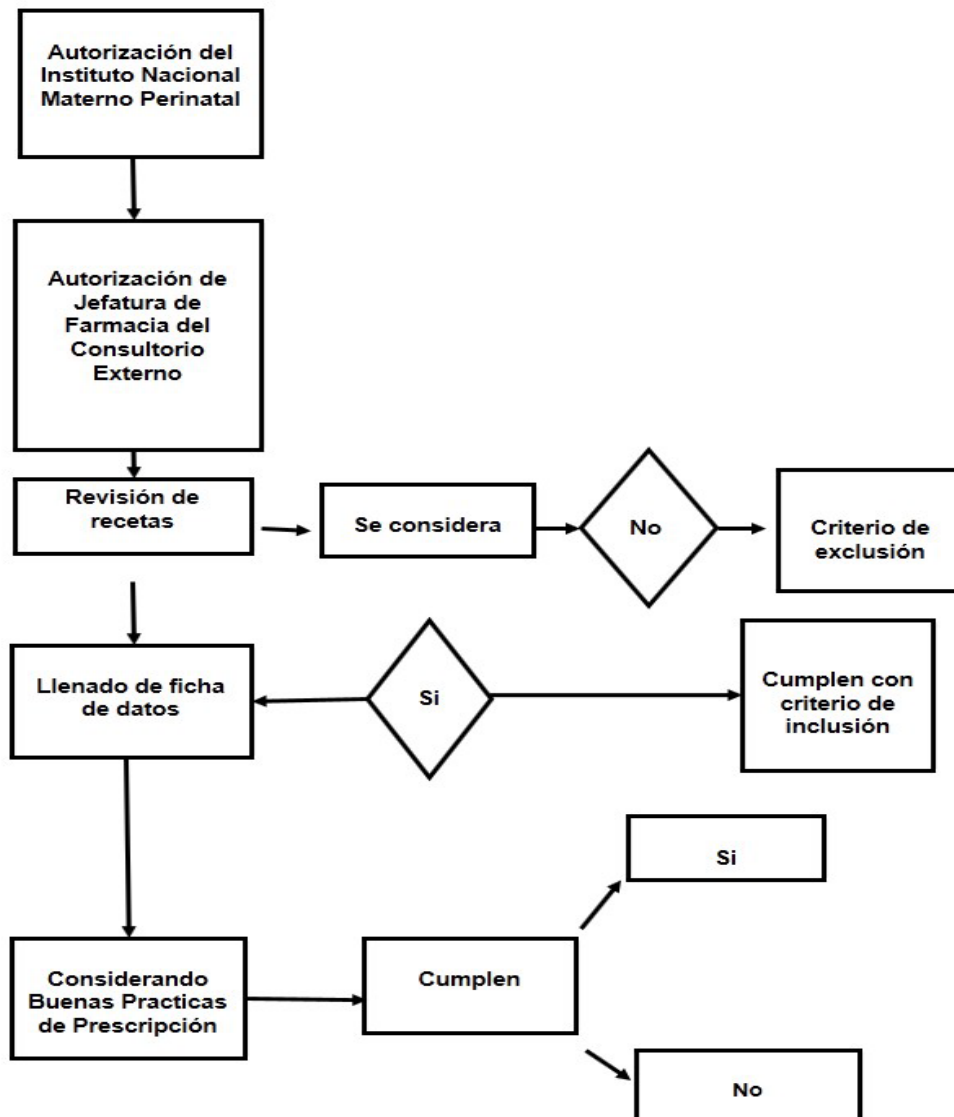 Autorización del
Instituto Nacional
Materno Perinatal
Autorización de
Jefatura de
Farmacia del
Consultorio
Externo
Revisión de
recetas
Se considera
No
Criterio de
exclusión
Llenado de ficha
de datos
Si
Cumplen con
criterio de
inclusión
Si
Considerando
Buenas Practicas
de Prescripción
Cumplen
No